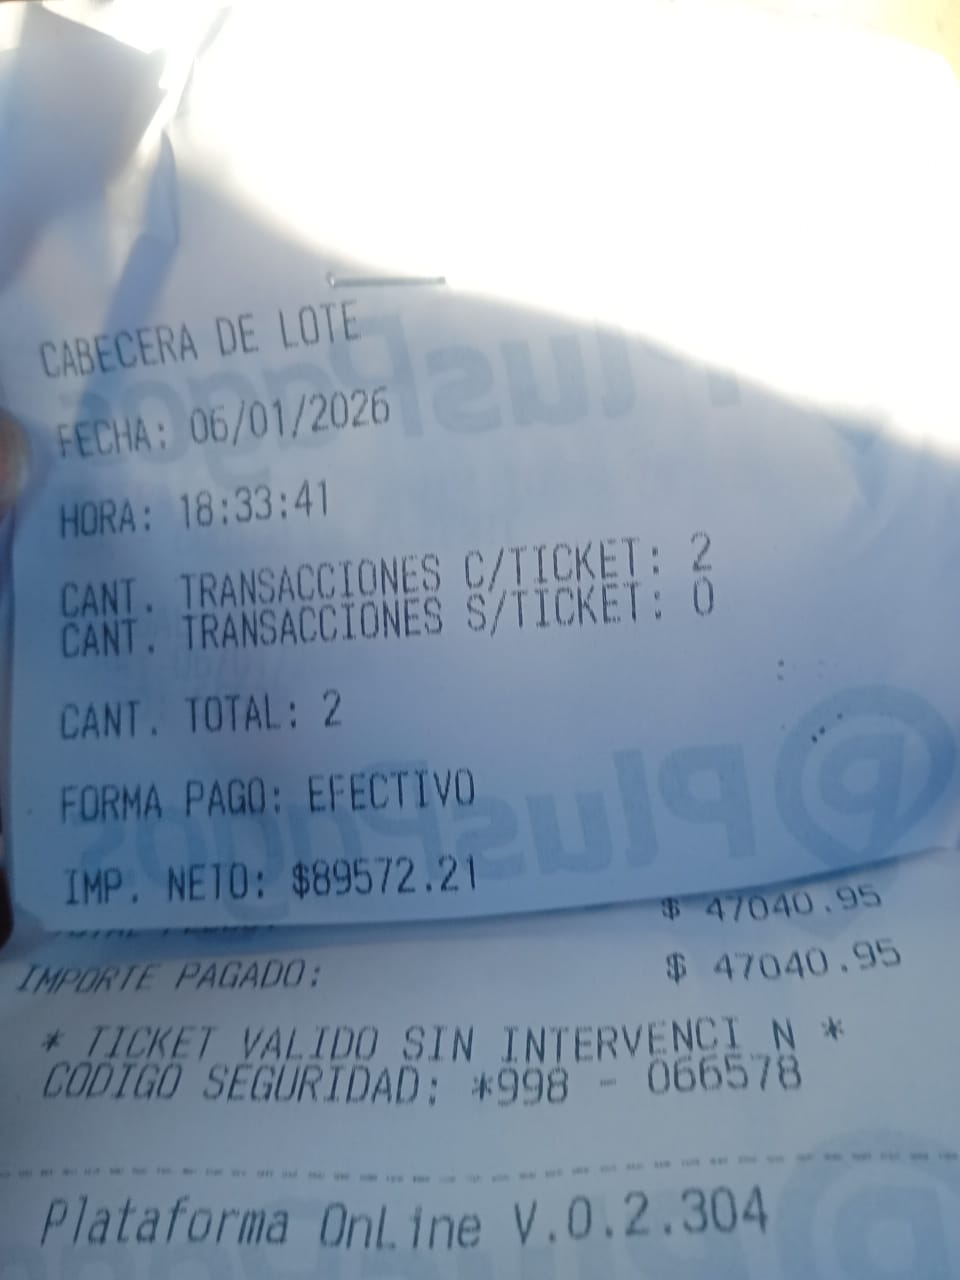 CABECERA DE LOTE
FECHA: 06/01/2026
HORA: 18:33:41
CANT. TRANSACCIONES C/TICKET: 2
CANT. TRANSACCIONES S/TICKET: 0
CANT. TOTAL: 2
FORMA PAGO: EFECTIVO
IMP. NETO: $89572.21
$ 47040.95
IMPORTE PAGADO: $ 47040.95
* TICKET VALIDO SIN INTERVENCI N *
CODIGO SEGURIDAD: *998 - 066578
Plataforma OnLine V.0.2.304
PlusPagos
PlusPagos